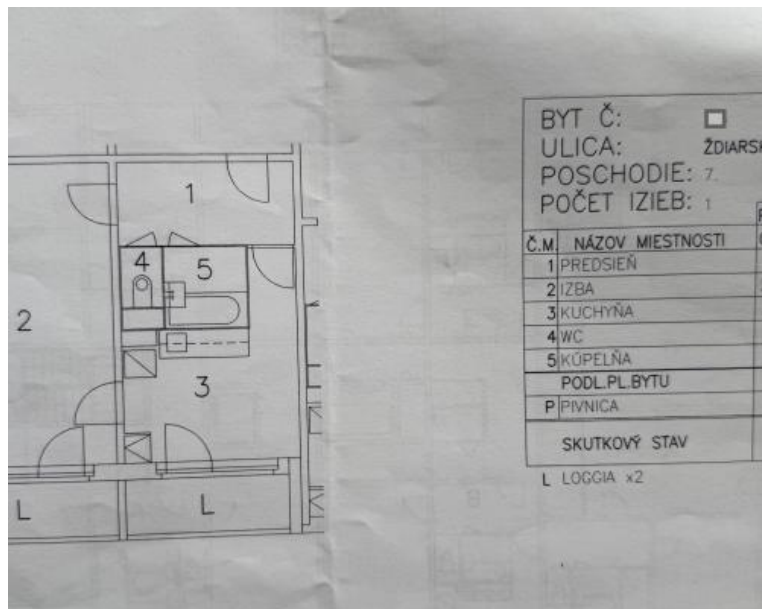 1
4
5
2
3
L
L
BYT Č:
ULICA: ŽDIARSK
POSCHODIE: 7.
POČET IZIEB: 1
Č.M. NÁZOV MIESTNOSTI
1 PREDSIEŇ
2 IZBA
3 KUCHYŇA
4 WC
5 KÚPEĽŇA
PODL.PL.BYTU
P PIVNICA
SKUTKOVÝ STAV
L LOGGIA x2